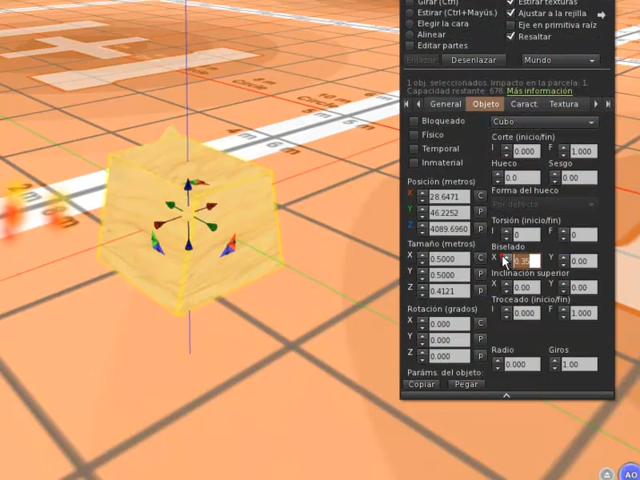 Girar (Ctrl)
Estirar (Ctrl+Mayús.)
Elegir la cara
Alinear
Editar partes
Estirar texturas
Ajustar a la rejilla
Eje en primitiva raíz
Resaltar
Enlazar
Desenlazar
Mundo
1 obj. seleccionados. Impacto en la parcela: 1.
Capacidad restante 678. Más información
General
Objeto
Caract
Textura
Bloqueado
Físico
Temporal
Inmaterial
Posición (metros)
X 28.6471 C
Y 46.2252 P
Z 4089.6960
Tamaño (metros)
X 0.5000 C
Y 0.5000 P
Z 0.4121
Rotación (grados)
X 0.000 C
Y 0.000 P
Z 0.000 P
Paráms. del objeto:
Copiar
Pegar
Cubo
Corte (inicio/fin)
I 0.000 F 1.000
Hueco Sesgo
0.0 0.00
Forma del hueco
Por defecto
Torsión (inicio/fin)
I 0 F 0
Biselado
X 0.35 Y 0.00
Inclinación superior
X 0.00 Y 0.00
Troceado (inicio/fin)
I 0.000 F 1.000
Radio Giros
0.000 1.00
4 m
6 m
AO